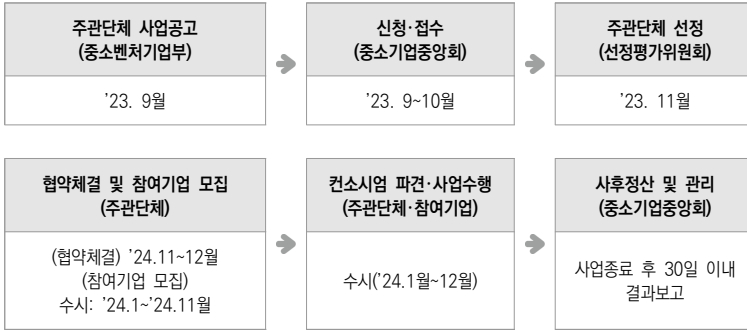 주관단체 사업공고
(중소벤처기업부)
'23. 9월
신청·접수
(중소기업중앙회)
'23. 9~10월
주관단체 선정
(선정평가위원회)
'23. 11월
협약체결 및 참여기업 모집
(주관단체)
(협약체결) '24.11~12월
(참여기업 모집)
수시: '24.1~'24.11월
컨소시엄 파견·사업수행
(주관단체·참여기업)
수시('24.1월~12월)
사후정산 및 관리
(중소기업중앙회)
사업종료 후 30일 이내
결과보고